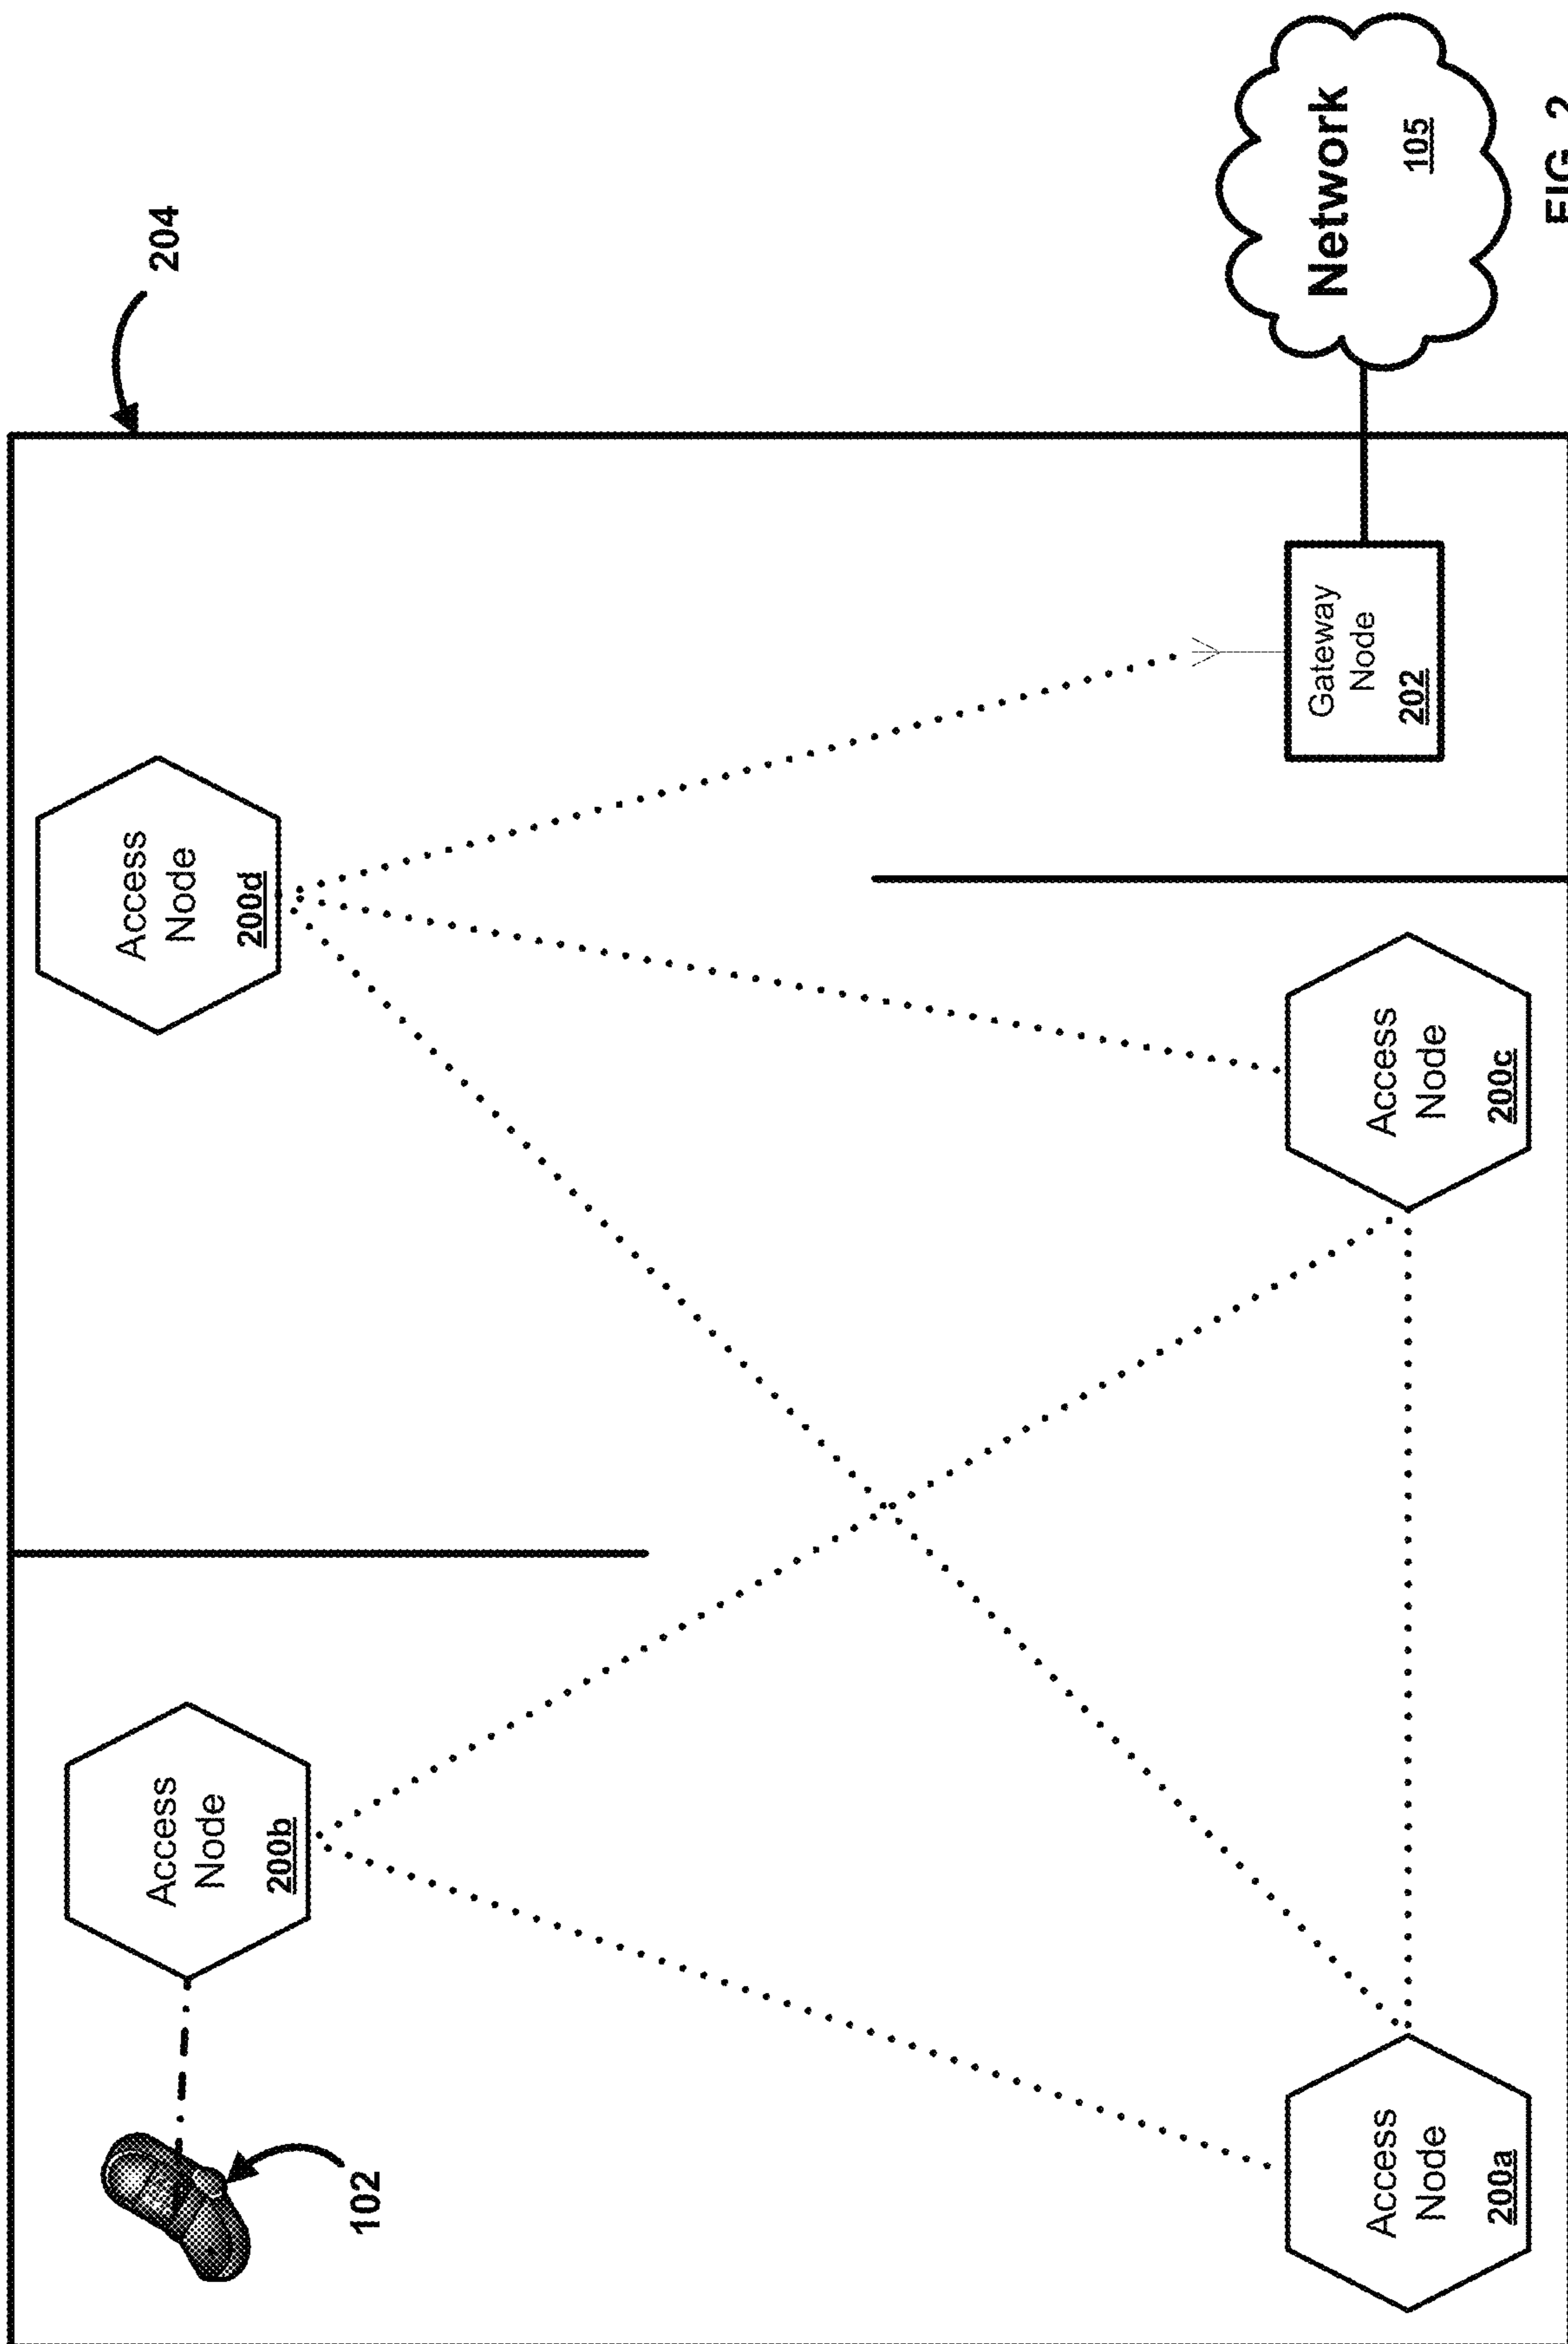 204
Access
Node
200b
Access
Node
200d
102
Access
Node
200a
Access
Node
200c
Gateway
Node
202
Network
105
FIG. 2